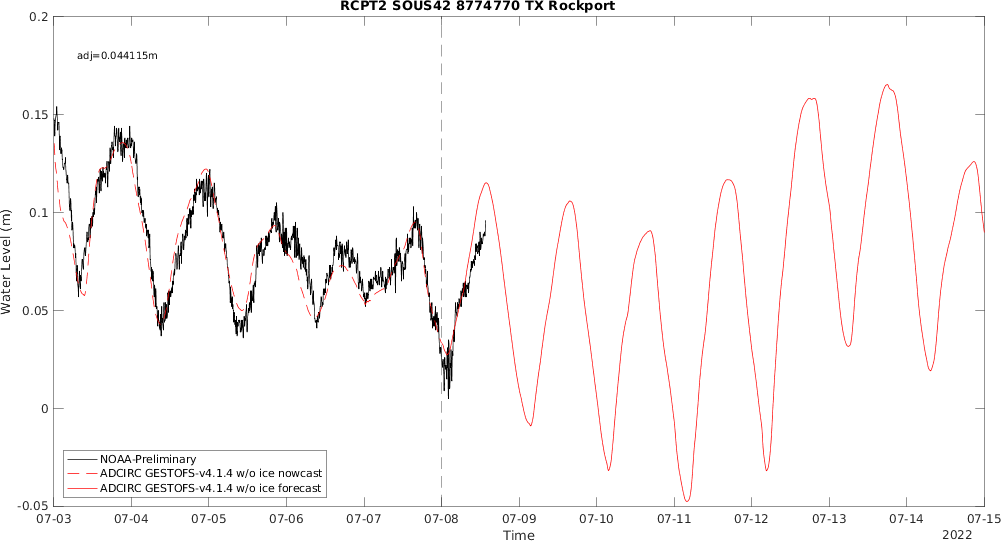 RCPT2 SOUS42 8774770 TX Rockport
0.2
adj=0.044115m
0.15
0.1
Water Level (m)
0.05
0
NOAA-Preliminary
ADCIRC GESTOFS-v4.1.4 w/o ice nowcast
ADCIRC GESTOFS-v4.1.4 w/o ice forecast
-0.05
07-03 07-04 07-05 07-06 07-07 07-08 07-09 07-10 07-11 07-12 07-13 07-14 07-15
Time
2022